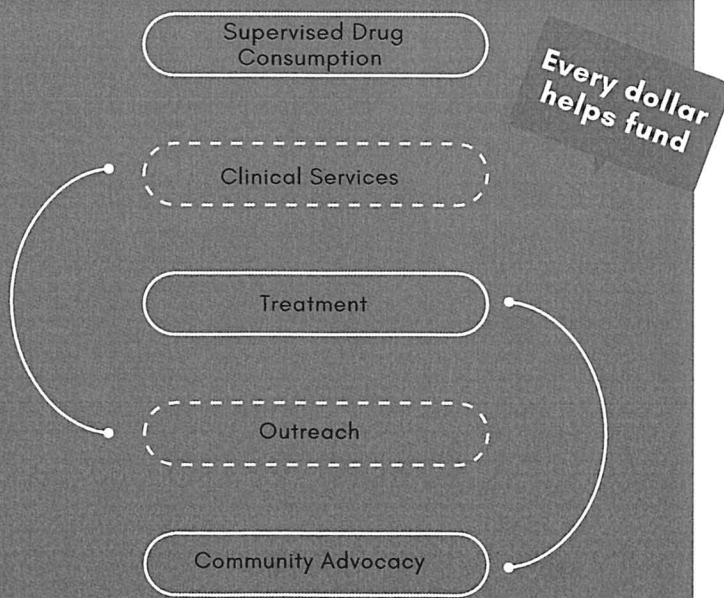 Supervised Drug
Consumption
Every dollar
helps fund
Clinical Services
Treatment
Outreach
Community Advocacy